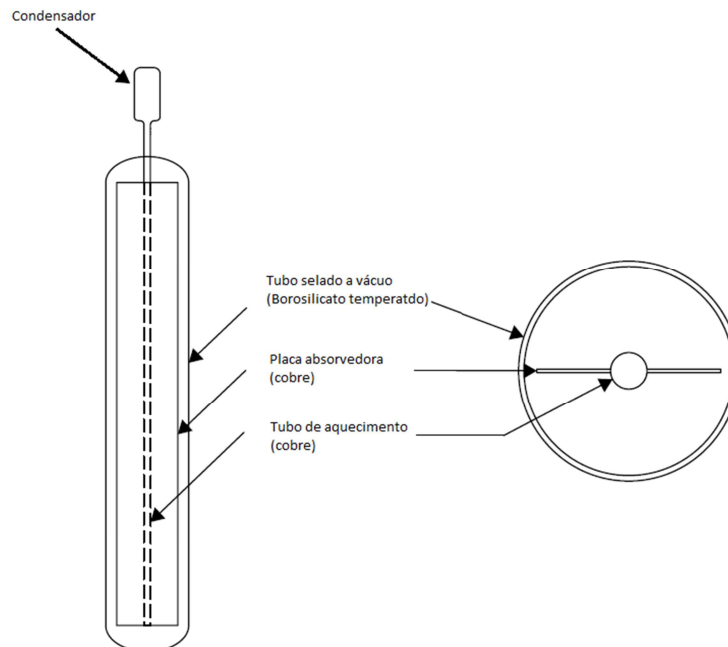 Condensador
Tubo selado a vácuo
(Borosilicato temperatdo)
Placa absorvedora
(cobre)
Tubo de aquecimento
(cobre)